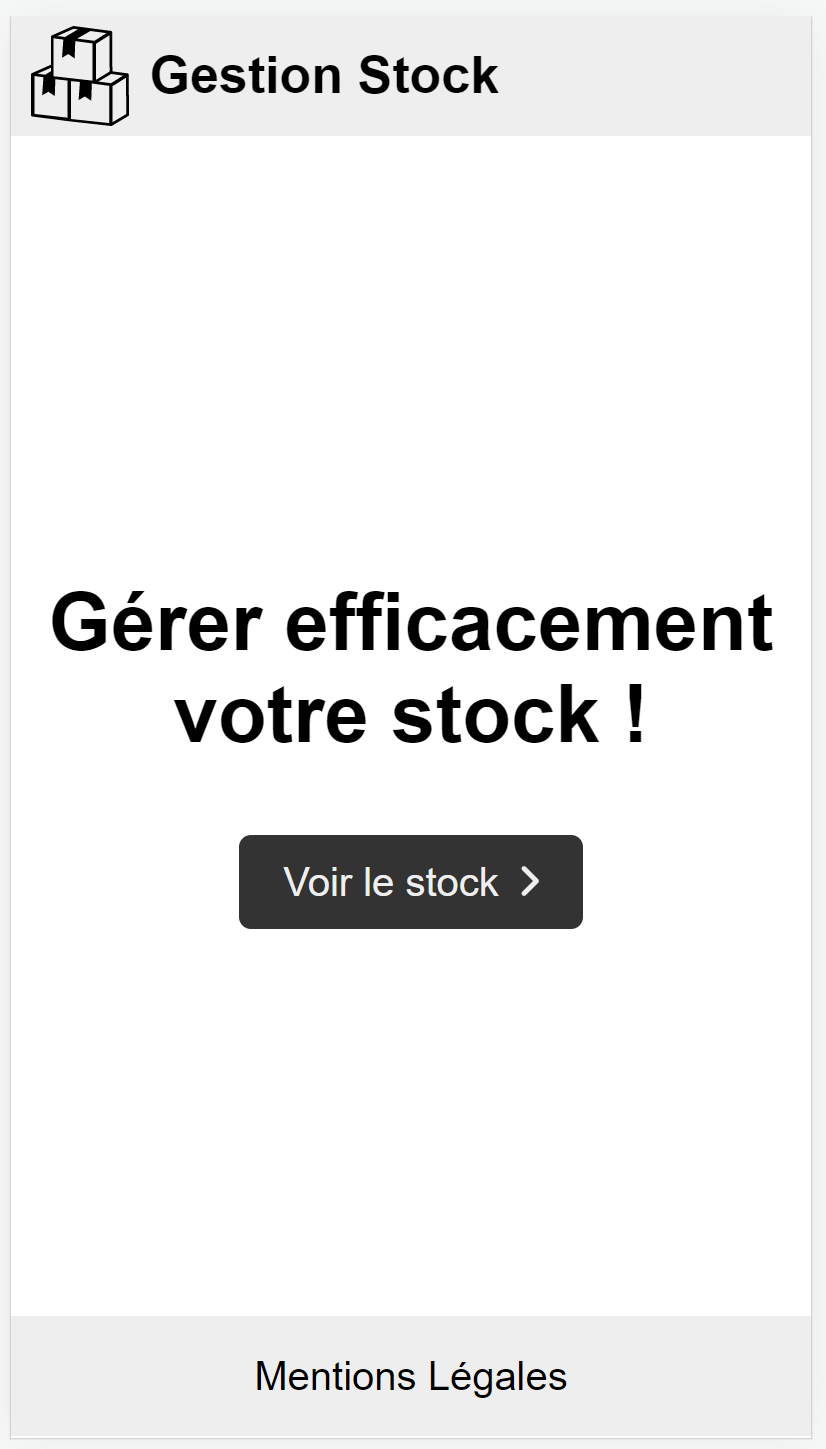 Gestion Stock
Gérer efficacement
votre stock !
Voir le stock
Mentions Légales